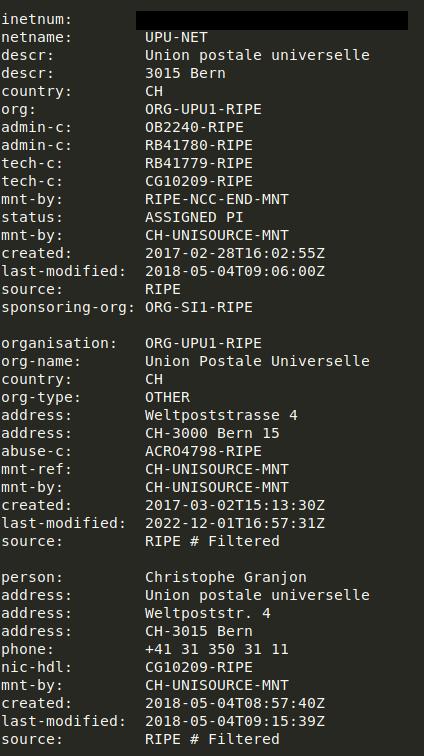 inetnum:
netname:        UPU-NET
descr:          Union postale universelle
descr:          3015 Bern
country:        CH
org:            ORG-UPU1-RIPE
admin-c:        OB2240-RIPE
admin-c:        RB41780-RIPE
tech-c:         RB41779-RIPE
tech-c:         CG10209-RIPE
mnt-by:         RIPE-NCC-END-MNT
status:         ASSIGNED PI
mnt-by:         CH-UNISOURCE-MNT
created:        2017-02-28T16:02:55Z
last-modified:  2018-05-04T09:06:00Z
source:         RIPE
sponsoring-org: ORG-SI1-RIPE

organisation:   ORG-UPU1-RIPE
org-name:       Union Postale Universelle
country:        CH
org-type:       OTHER
address:        Weltpoststrasse 4
address:        CH-3000 Bern 15
abuse-c:        ACRO4798-RIPE
mnt-ref:        CH-UNISOURCE-MNT
mnt-by:         CH-UNISOURCE-MNT
created:        2017-03-02T15:13:30Z
last-modified:  2022-12-01T16:57:31Z
source:         RIPE # Filtered

person:         Christophe Granjon
address:        Union postale universelle
address:        Weltpoststr. 4
address:        CH-3015 Bern
phone:          +41 31 350 31 11
nic-hdl:        CG10209-RIPE
mnt-by:         CH-UNISOURCE-MNT
created:        2018-05-04T08:57:40Z
last-modified:  2018-05-04T09:15:39Z
source:         RIPE # Filtered